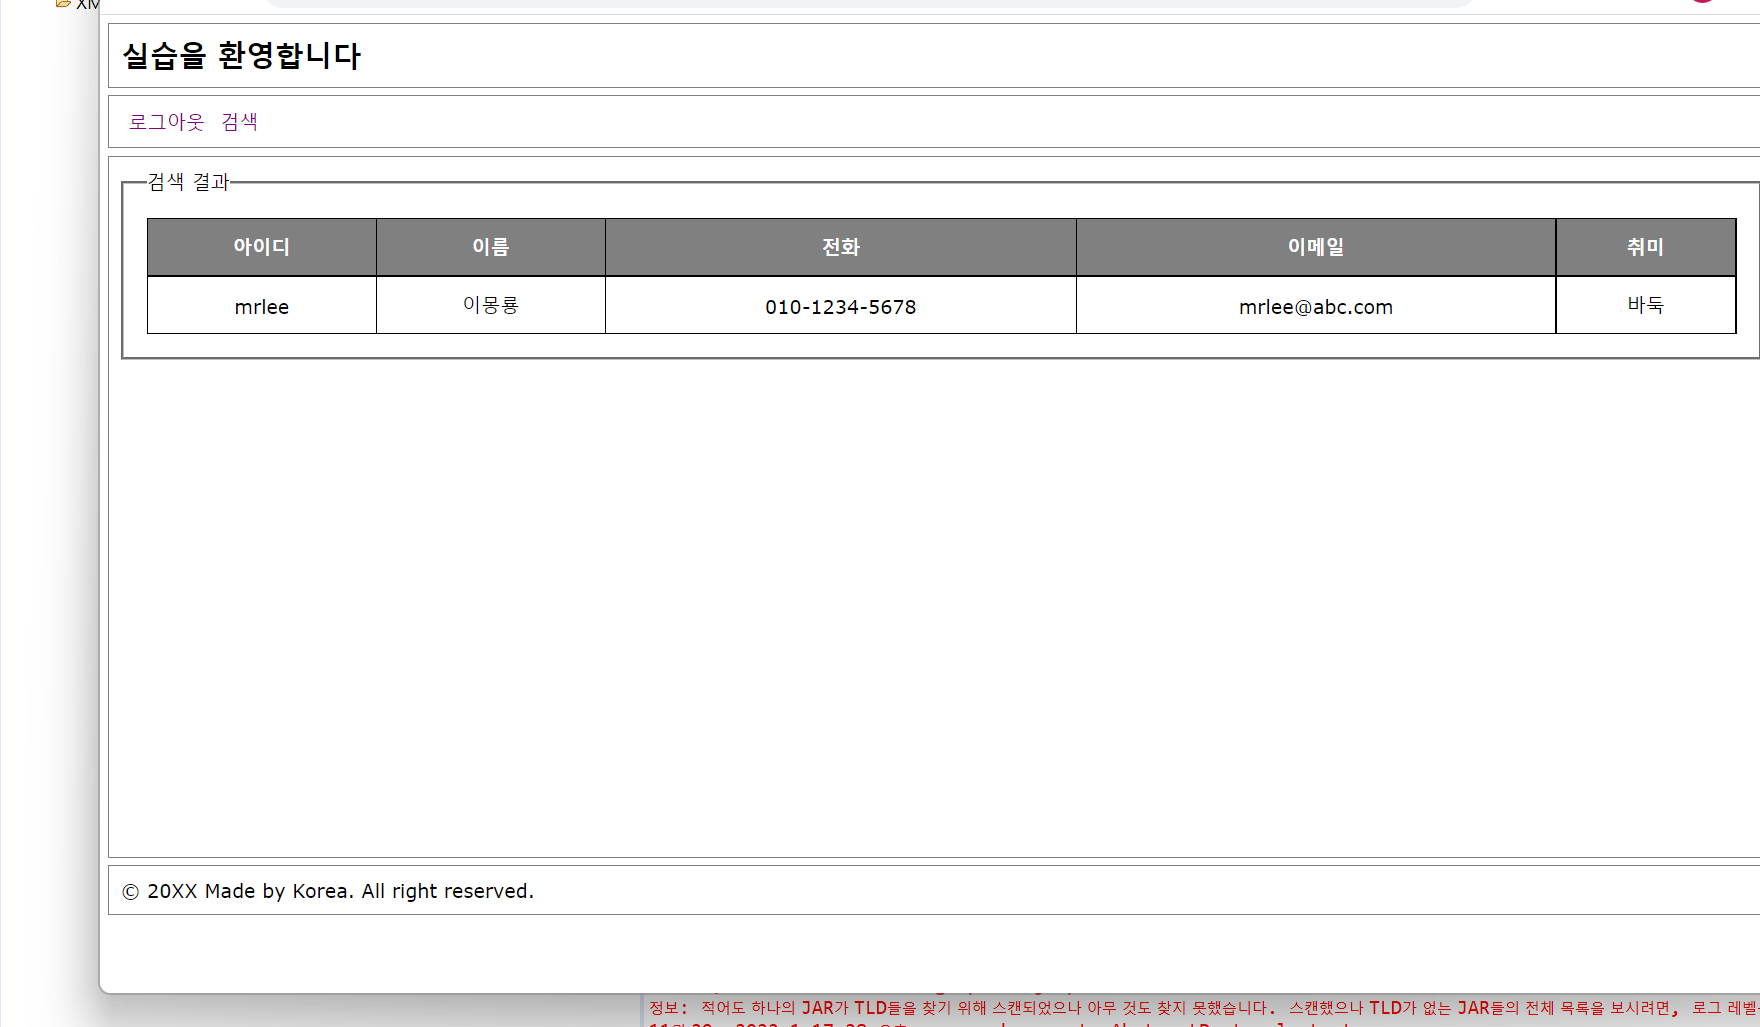 XM
실습을 환영합니다
로그아웃 검색
검색 결과
아이디 이름 전화 이메일 취미
mrlee 이몽룡 010-1234-5678 mrlee@abc.com 바둑
© 20XX Made by Korea. All right reserved.
정보: 적어도 하나의 JAR가 TLD들을 찾기 위해 스캔되었으나 아무 것도 찾지 못했습니다. 스캔했으나 TLD가 없는 JAR들의 전체 목록을 보시려면, 로그 레벨